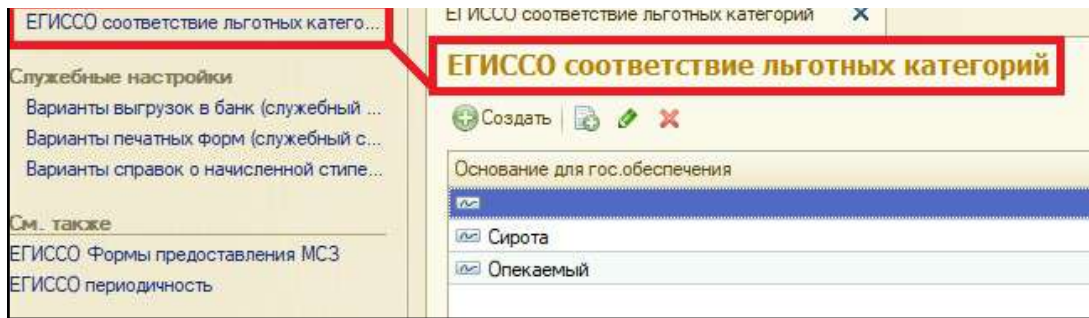 ЕГИССО соответствие льготных катего...
Служебные настройки
Варианты выгрузок в банк (служебный ...
Варианты печатных форм (служебный с...
Варианты справок о начисленной стипе...
См. также
ЕГИССО Формы предоставления МСЗ
ЕГИССО периодичность
ЕГИССО соответствие льготных категорий
ЕГИССО соответствие льготных категорий
Создать
Основание для гос.обеспечения
Сирота
Опекаемый